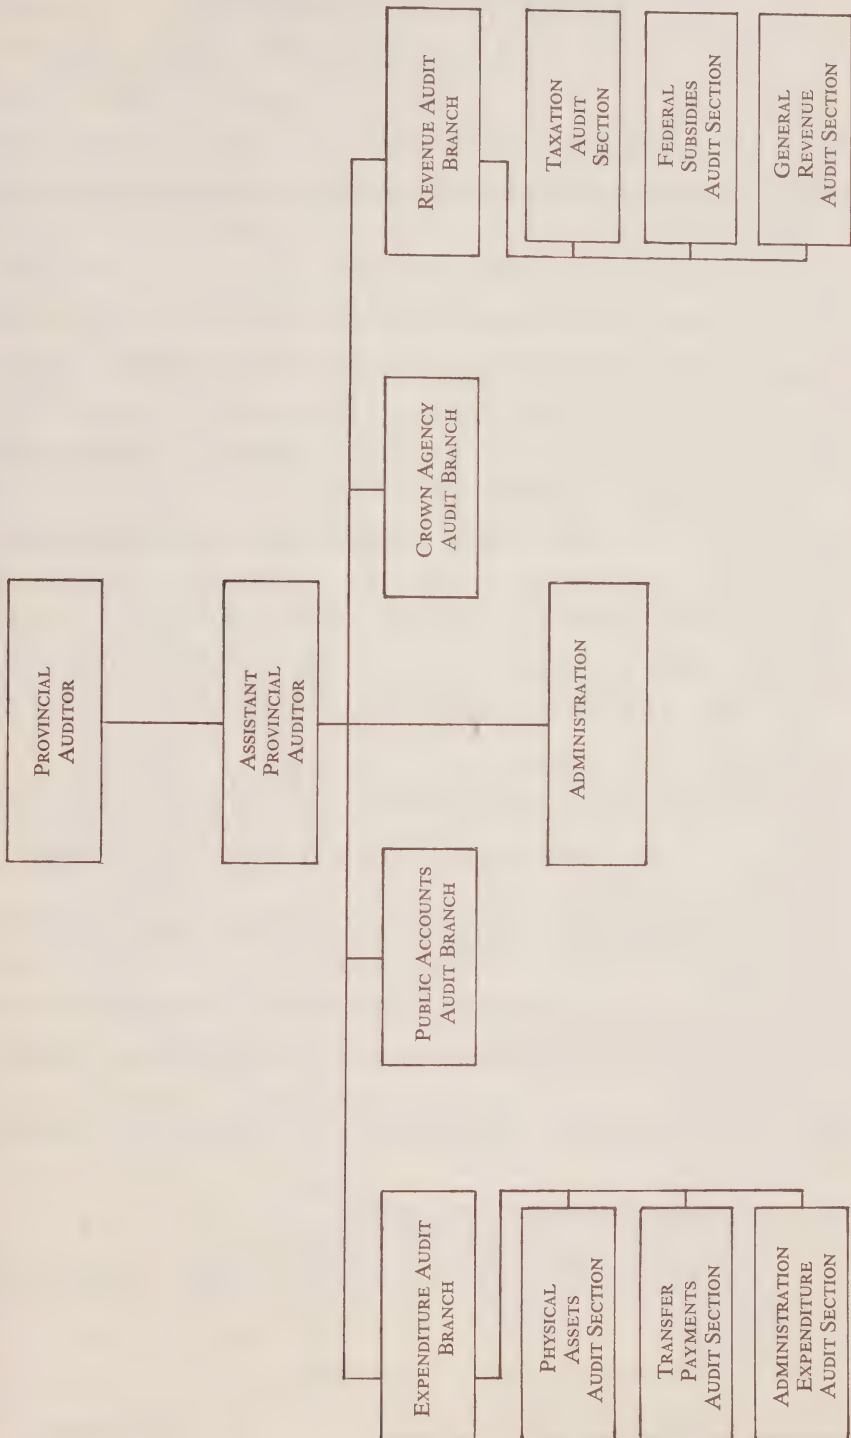 PROVINCIAL
AUDITOR
ASSISTANT
PROVINCIAL
AUDITOR
EXPENDITURE AUDIT
BRANCH
PUBLIC ACCOUNTS
AUDIT BRANCH
CROWN AGENCY
AUDIT BRANCH
REVENUE AUDIT
BRANCH
ADMINISTRATION
PHYSICAL
ASSETS
AUDIT SECTION
TRANSFER
PAYMENTS
AUDIT SECTION
ADMINISTRATION
EXPENDITURE
AUDIT SECTION
TAXATION
AUDIT
SECTION
FEDERAL
SUBSIDIES
AUDIT SECTION
GENERAL
REVENUE
AUDIT SECTION